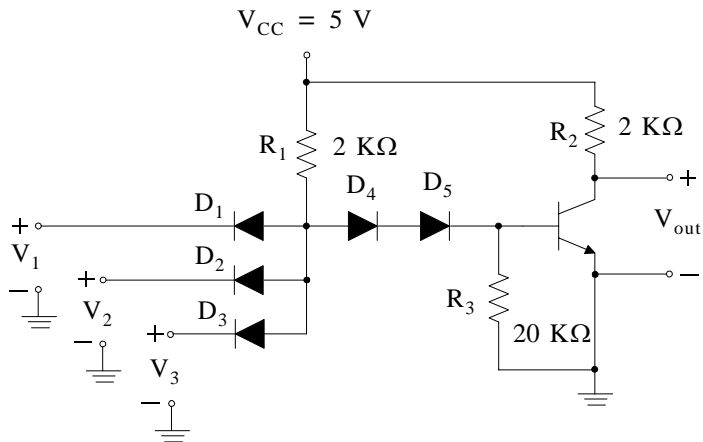 V_CC = 5 V
R_1
2 KΩ
R_2
2 KΩ
D_4
D_5
D_1
+
+
V_1
V_out
D_2
−
+
−
V_2
R_3
D_3
+
20 KΩ
−
V_3
−